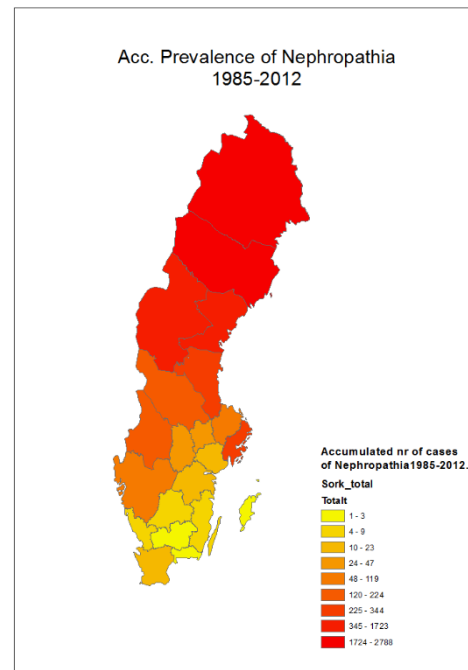 Acc. Prevalence of Nephropathia
1985-2012
Accumulated nr of cases
of Nephropathia1985-2012.
Sork_total
Totalt
1 - 3
4 - 9
10 - 23
24 - 47
48 - 119
120 - 224
225 - 344
345 - 1723
1724 - 2788